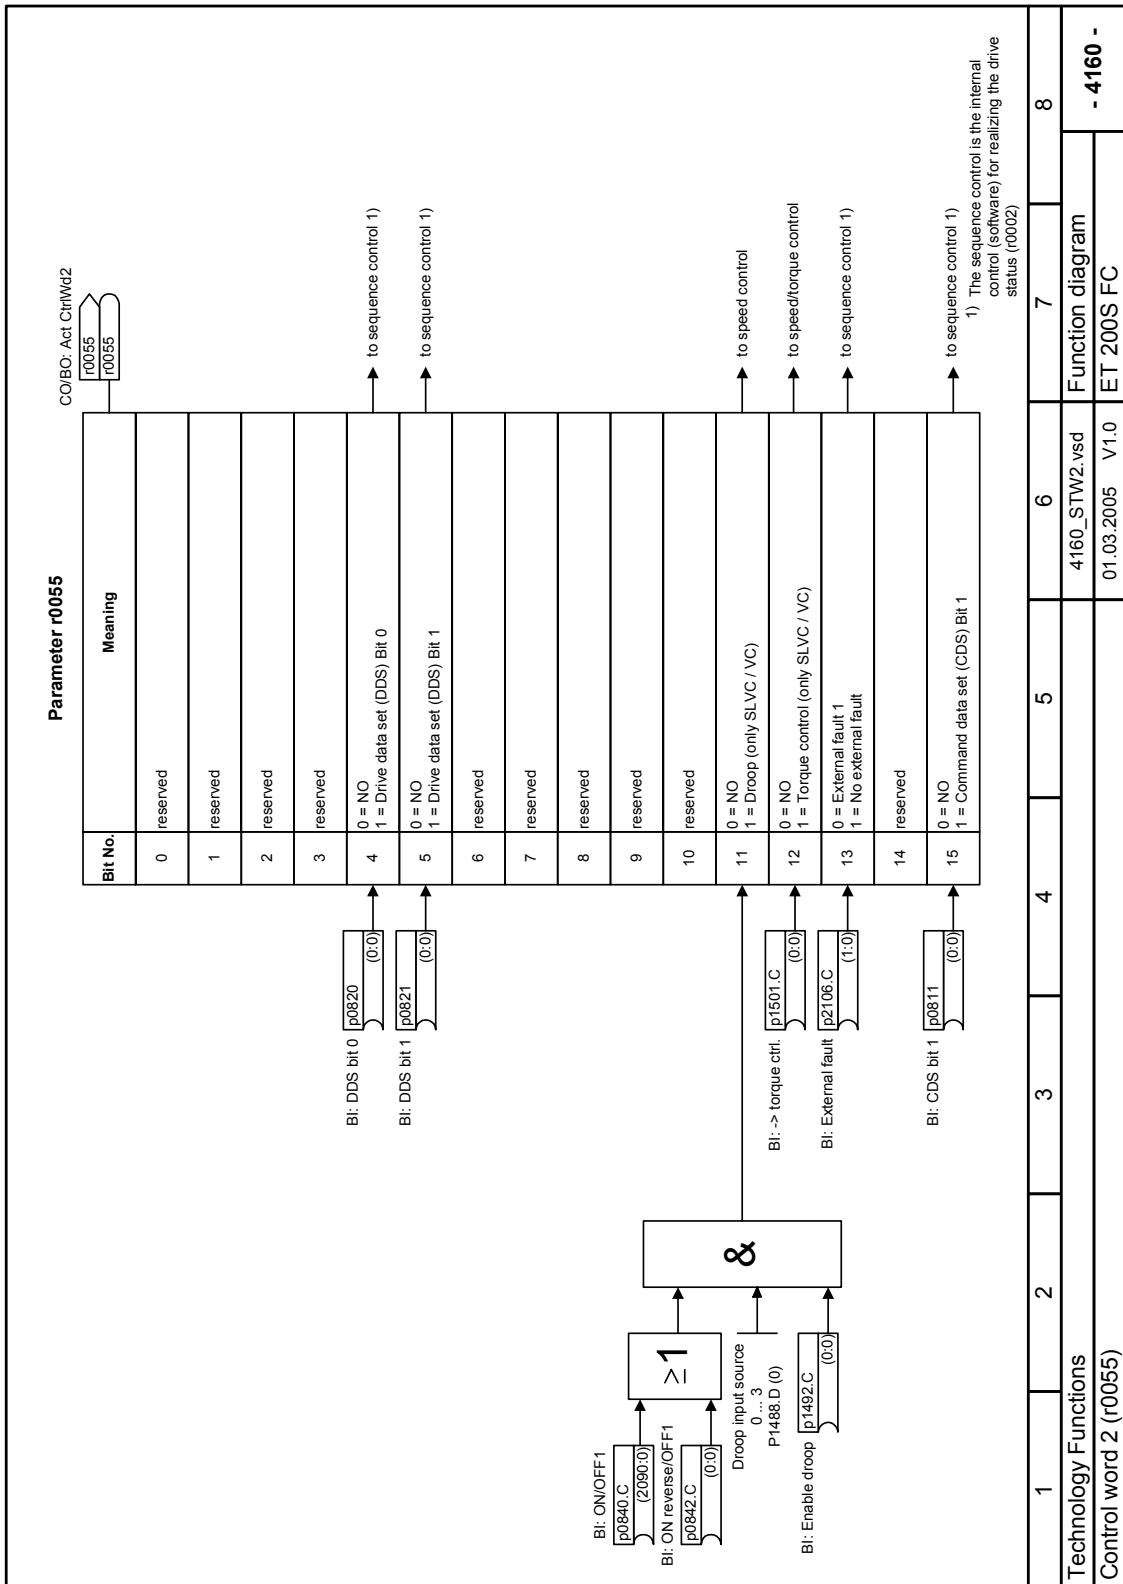 Parameter r0055
CO/BO: Act CtrlWd2
r0055
r0055
Bit No.
Meaning
0
reserved
1
reserved
2
reserved
3
reserved
BI: DDS bit 0
p0820
(0:0)
4
0 = NO
1 = Drive data set (DDS) Bit 0
to sequence control 1)
BI: DDS bit 1
p0821
(0:0)
5
0 = NO
1 = Drive data set (DDS) Bit 1
to sequence control 1)
6
reserved
7
reserved
8
reserved
9
reserved
10
reserved
BI: ON/OFF1
p0840.C
(2090:0)
BI: ON reverse/OFF1
p0842.C
(0:0)
≥1
Droop input source
0 ... 3
P1488.D (0)
BI: Enable droop
p1492.C
(0:0)
&
11
0 = NO
1 = Droop (only SLVC / VC)
to speed control
BI: -> torque ctrl.
p1501.C
(0:0)
12
0 = NO
1 = Torque control (only SLVC / VC)
to speed/torque control
BI: External fault
p2106.C
(1:0)
13
0 = External fault 1
1 = No external fault
to sequence control 1)
14
reserved
BI: CDS bit 1
p0811
(0:0)
15
0 = NO
1 = Command data set (CDS) Bit 1
to sequence control 1)
1) The sequence control is the internal
control (software) for realizing the drive
status (r0002)
1
2
3
4
5
6
7
8
Technology Functions
4160_STW2.vsd
Function diagram
- 4160 -
Control word 2 (r0055)
01.03.2005 V1.0
ET 200S FC